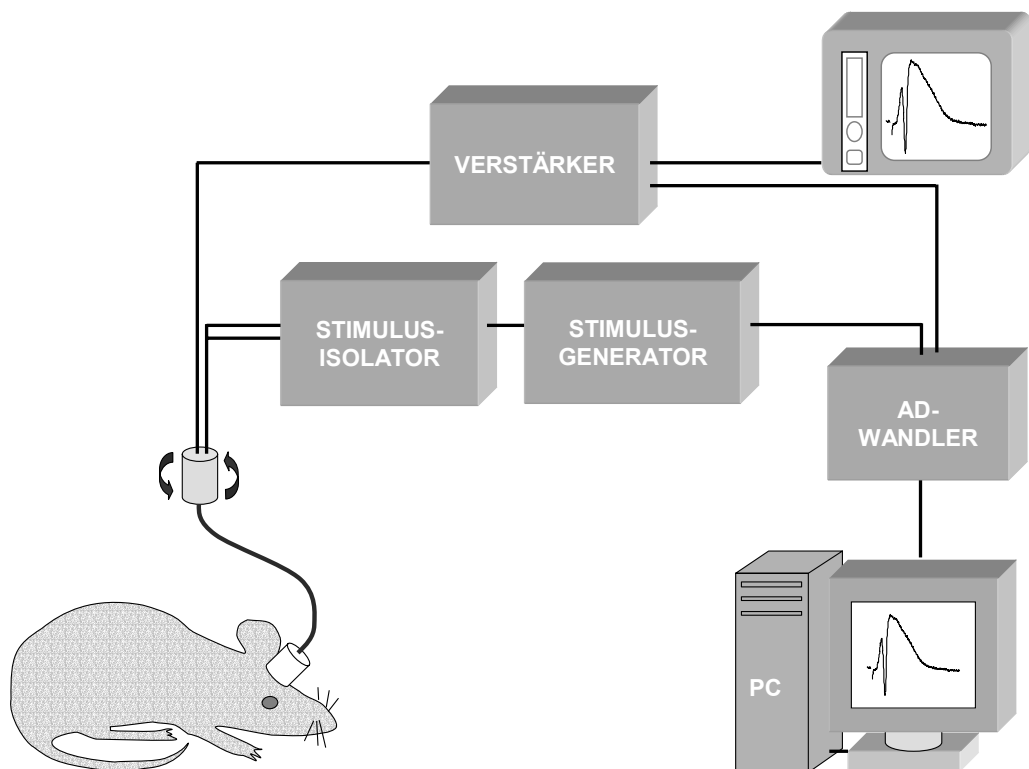 VERSTÄRKER
STIMULUS-
ISOLATOR
STIMULUS-
GENERATOR
AD-
WANDLER
PC